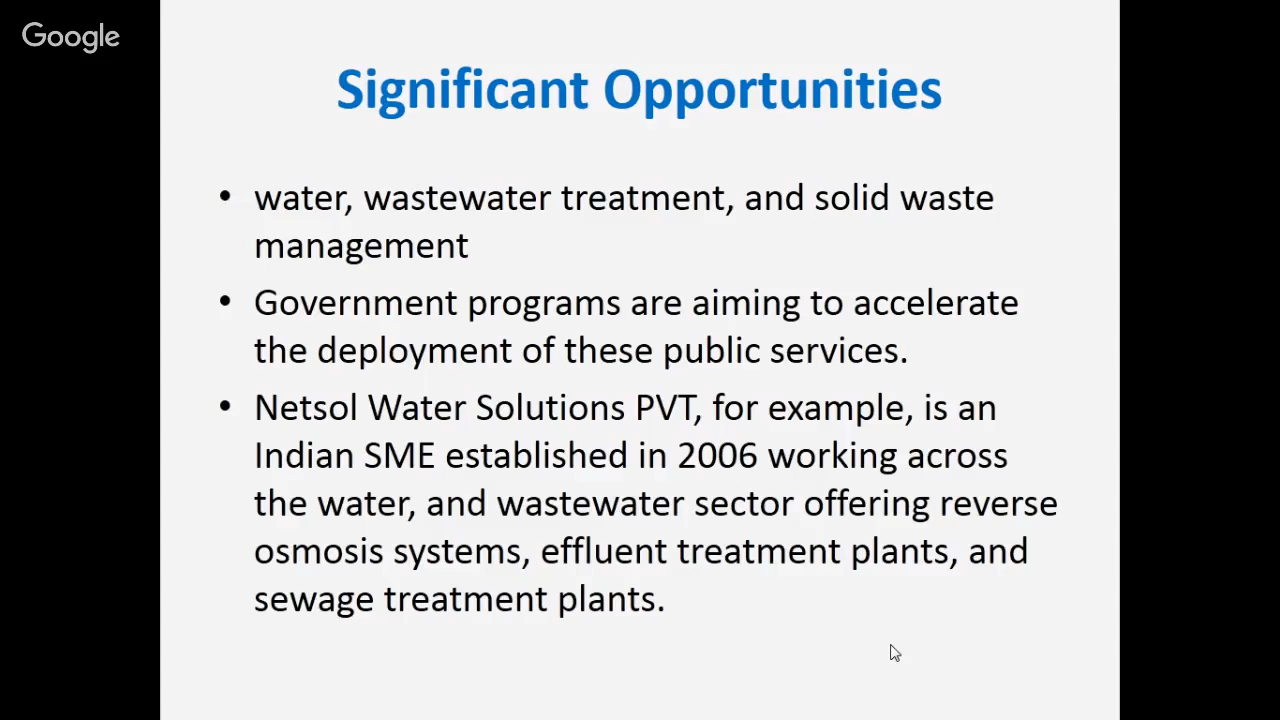 Google
Significant Opportunities
• water, wastewater treatment, and solid waste
management
• Government programs are aiming to accelerate
the deployment of these public services.
• Netsol Water Solutions PVT, for example, is an
Indian SME established in 2006 working across
the water, and wastewater sector offering reverse
osmosis systems, effluent treatment plants, and
sewage treatment plants.